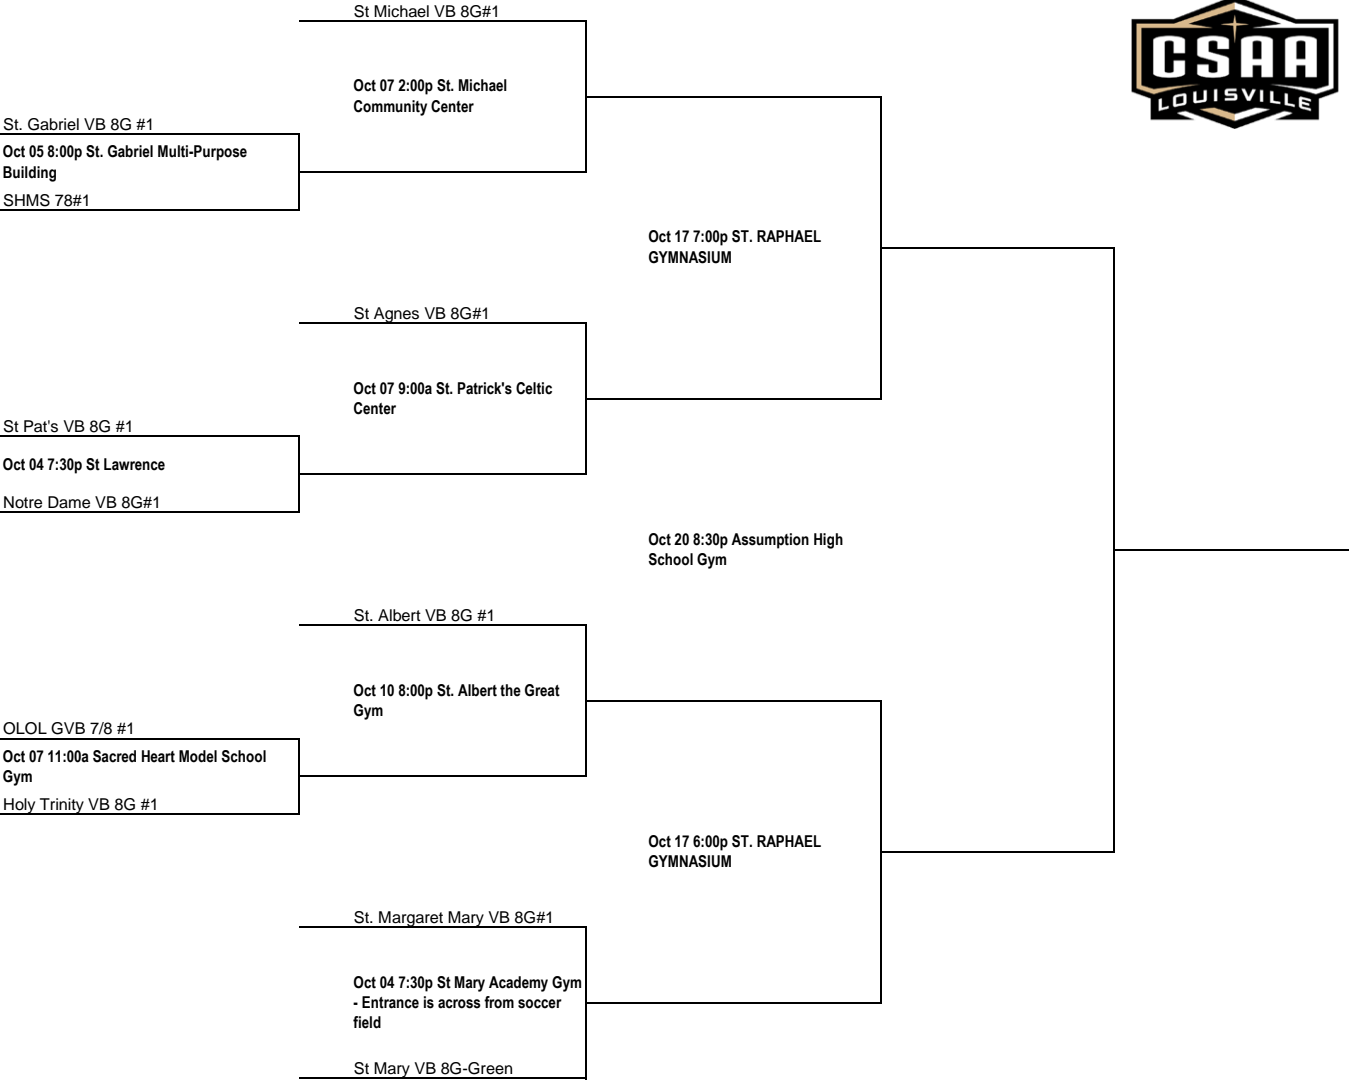 St Michael VB 8G#1
CSAA
LOUISVILLE
Oct 07 2:00p St. Michael
Community Center
St. Gabriel VB 8G #1
Oct 05 8:00p St. Gabriel Multi-Purpose
Building
SHMS 78#1
Oct 17 7:00p ST. RAPHAEL
GYMNASIUM
St Agnes VB 8G#1
Oct 07 9:00a St. Patrick's Celtic
Center
St Pat's VB 8G #1
Oct 04 7:30p St Lawrence
Notre Dame VB 8G#1
Oct 20 8:30p Assumption High
School Gym
St. Albert VB 8G #1
Oct 10 8:00p St. Albert the Great
Gym
OLOL GVB 7/8 #1
Oct 07 11:00a Sacred Heart Model School
Gym
Holy Trinity VB 8G #1
Oct 17 6:00p ST. RAPHAEL
GYMNASIUM
St. Margaret Mary VB 8G#1
Oct 04 7:30p St Mary Academy Gym
- Entrance is across from soccer
field
St Mary VB 8G-Green